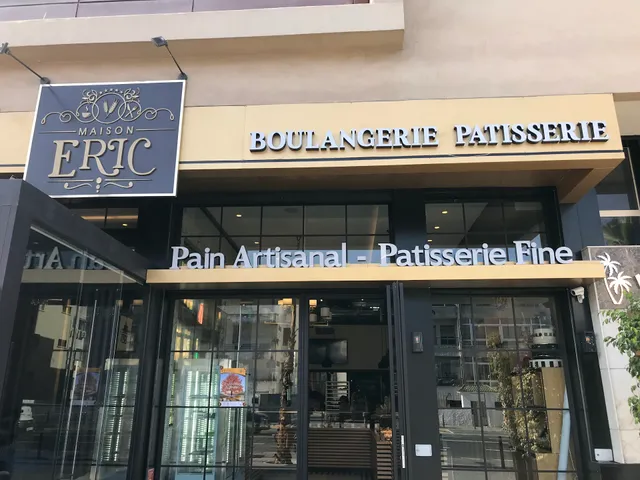 MAISON
ERIC
BOULANGERIE PATISSERIE
Pain Artisanal - Patisserie Fine